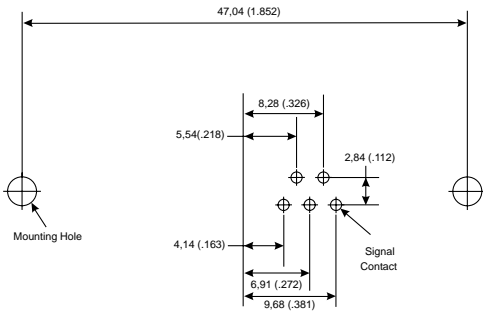 47,04 (1.852)
8,28 (.326)
5,54(.218)
2,84 (.112)
Mounting Hole
4,14 (.163)
Signal
Contact
6,91 (.272)
9,68 (.381)